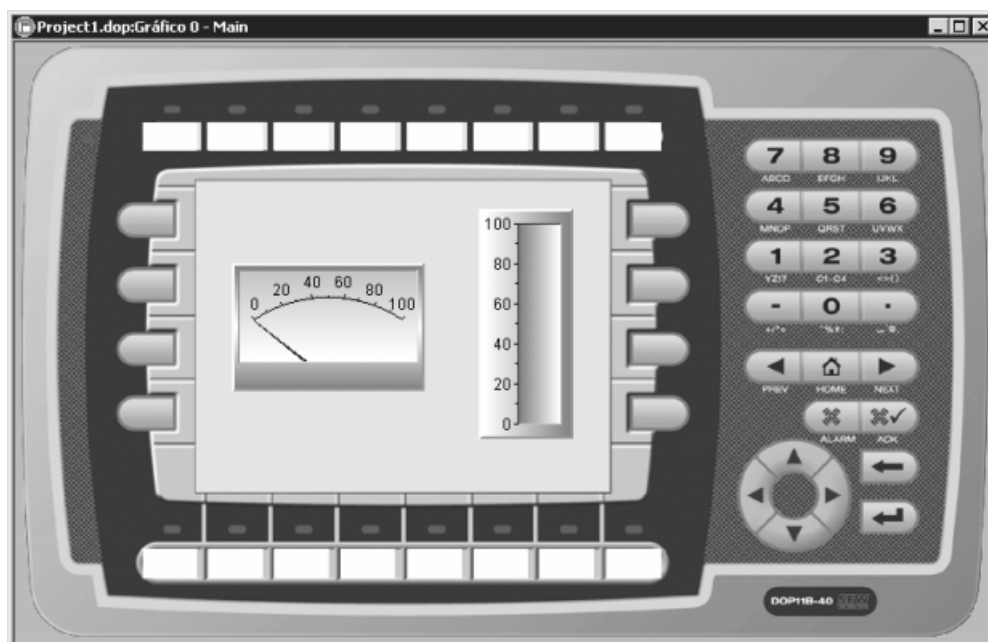 Project1.dop:Gráfico 0 - Main
100
80
60
40
20
0
0 20 40 60 80 100
7 8 9
ABCD EFGH IJKL
4 5 6
MNOP QRST UVWX
1 2 3
YZ!? C1-C4
- 0 .
PREV HOME NEXT
ALARM ACK
DOP11B-40